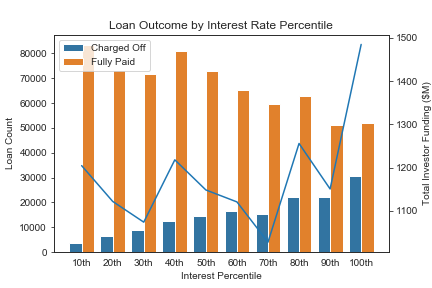 Loan Outcome by Interest Rate Percentile
Charged Off
Fully Paid
80000
70000
60000
50000
40000
30000
20000
10000
0
Loan Count
1500
1400
1300
1200
1100
Total Investor Funding ($M)
10th 20th 30th 40th 50th 60th 70th 80th 90th 100th
Interest Percentile